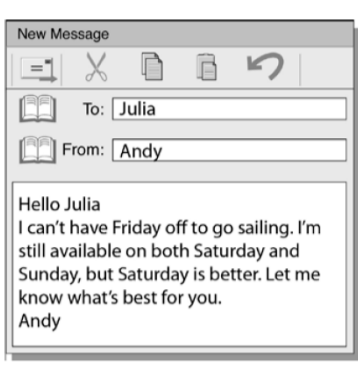 New Message
To: Julia
From: Andy
Hello Julia
I can't have Friday off to go sailing. I'm
still available on both Saturday and
Sunday, but Saturday is better. Let me
know what's best for you.
Andy